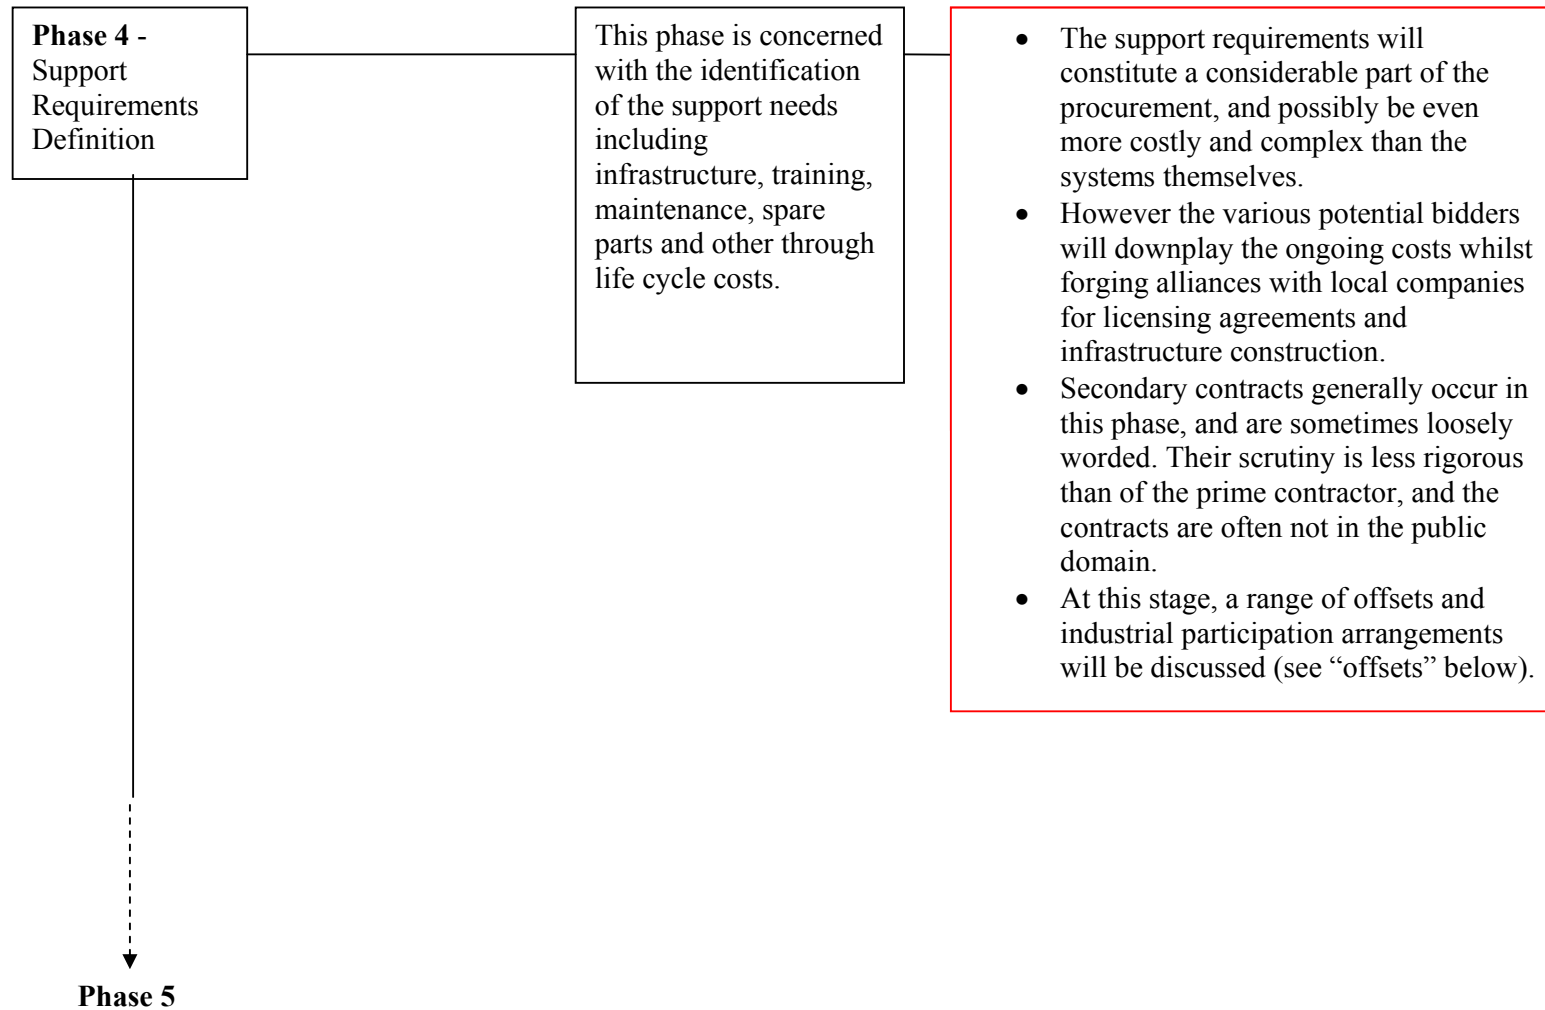 Phase 4 -
Support
Requirements
Definition
This phase is concerned
with the identification
of the support needs
including
infrastructure, training,
maintenance, spare
parts and other through
life cycle costs.
• The support requirements will
constitute a considerable part of the
procurement, and possibly be even
more costly and complex than the
systems themselves.
• However the various potential bidders
will downplay the ongoing costs whilst
forging alliances with local companies
for licensing agreements and
infrastructure construction.
• Secondary contracts generally occur in
this phase, and are sometimes loosely
worded. Their scrutiny is less rigorous
than of the prime contractor, and the
contracts are often not in the public
domain.
• At this stage, a range of offsets and
industrial participation arrangements
will be discussed (see “offsets” below).
Phase 5